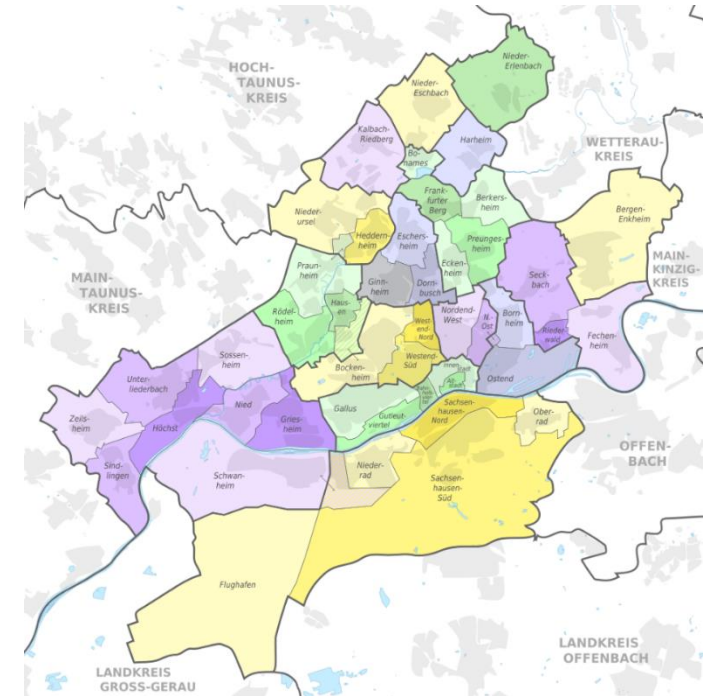 HOCH-
TAUNUS-
KREIS
Nieder-
Erlenbach
Nieder-
Eschbach
Kalbach-
Riedberg
Harheim
Bo-
names
WETTERAU-
KREIS
Nieder-
ursel
Frank-
furter
Berg
Berkers-
heim
Bergen-
Enkheim
Heddern-
heim
Eschers-
heim
Preunges-
heim
MAIN-
TAUNUS-
KREIS
Praun-
heim
Ginn-
heim
Dorn-
busch
Ecken-
heim
Seck-
bach
MAIN-
KINZIG-
KREIS
Rödel-
heim
Haus-
en
West-
end-
Nord
Nordend-
West
N.-
Ost
Born-
heim
Rieder-
wald
Fechen-
heim
Sossen-
heim
Westend-
Süd
Bocken-
heim
Ostend
Unter-
liederbach
Zeils-
heim
Höchst
Nied
Gries-
heim
Gallus
Gutleut-
viertel
Alt-
stadt
Sachsen-
hausen-
Nord
Ober-
rad
Sind-
lingen
Schwan-
heim
Nieder-
rad
Sachsen-
hausen-
Süd
OFFEN-
BACH
Flughafen
LANDKREIS
GROSS-GERAU
LANDKREIS
OFFENBACH